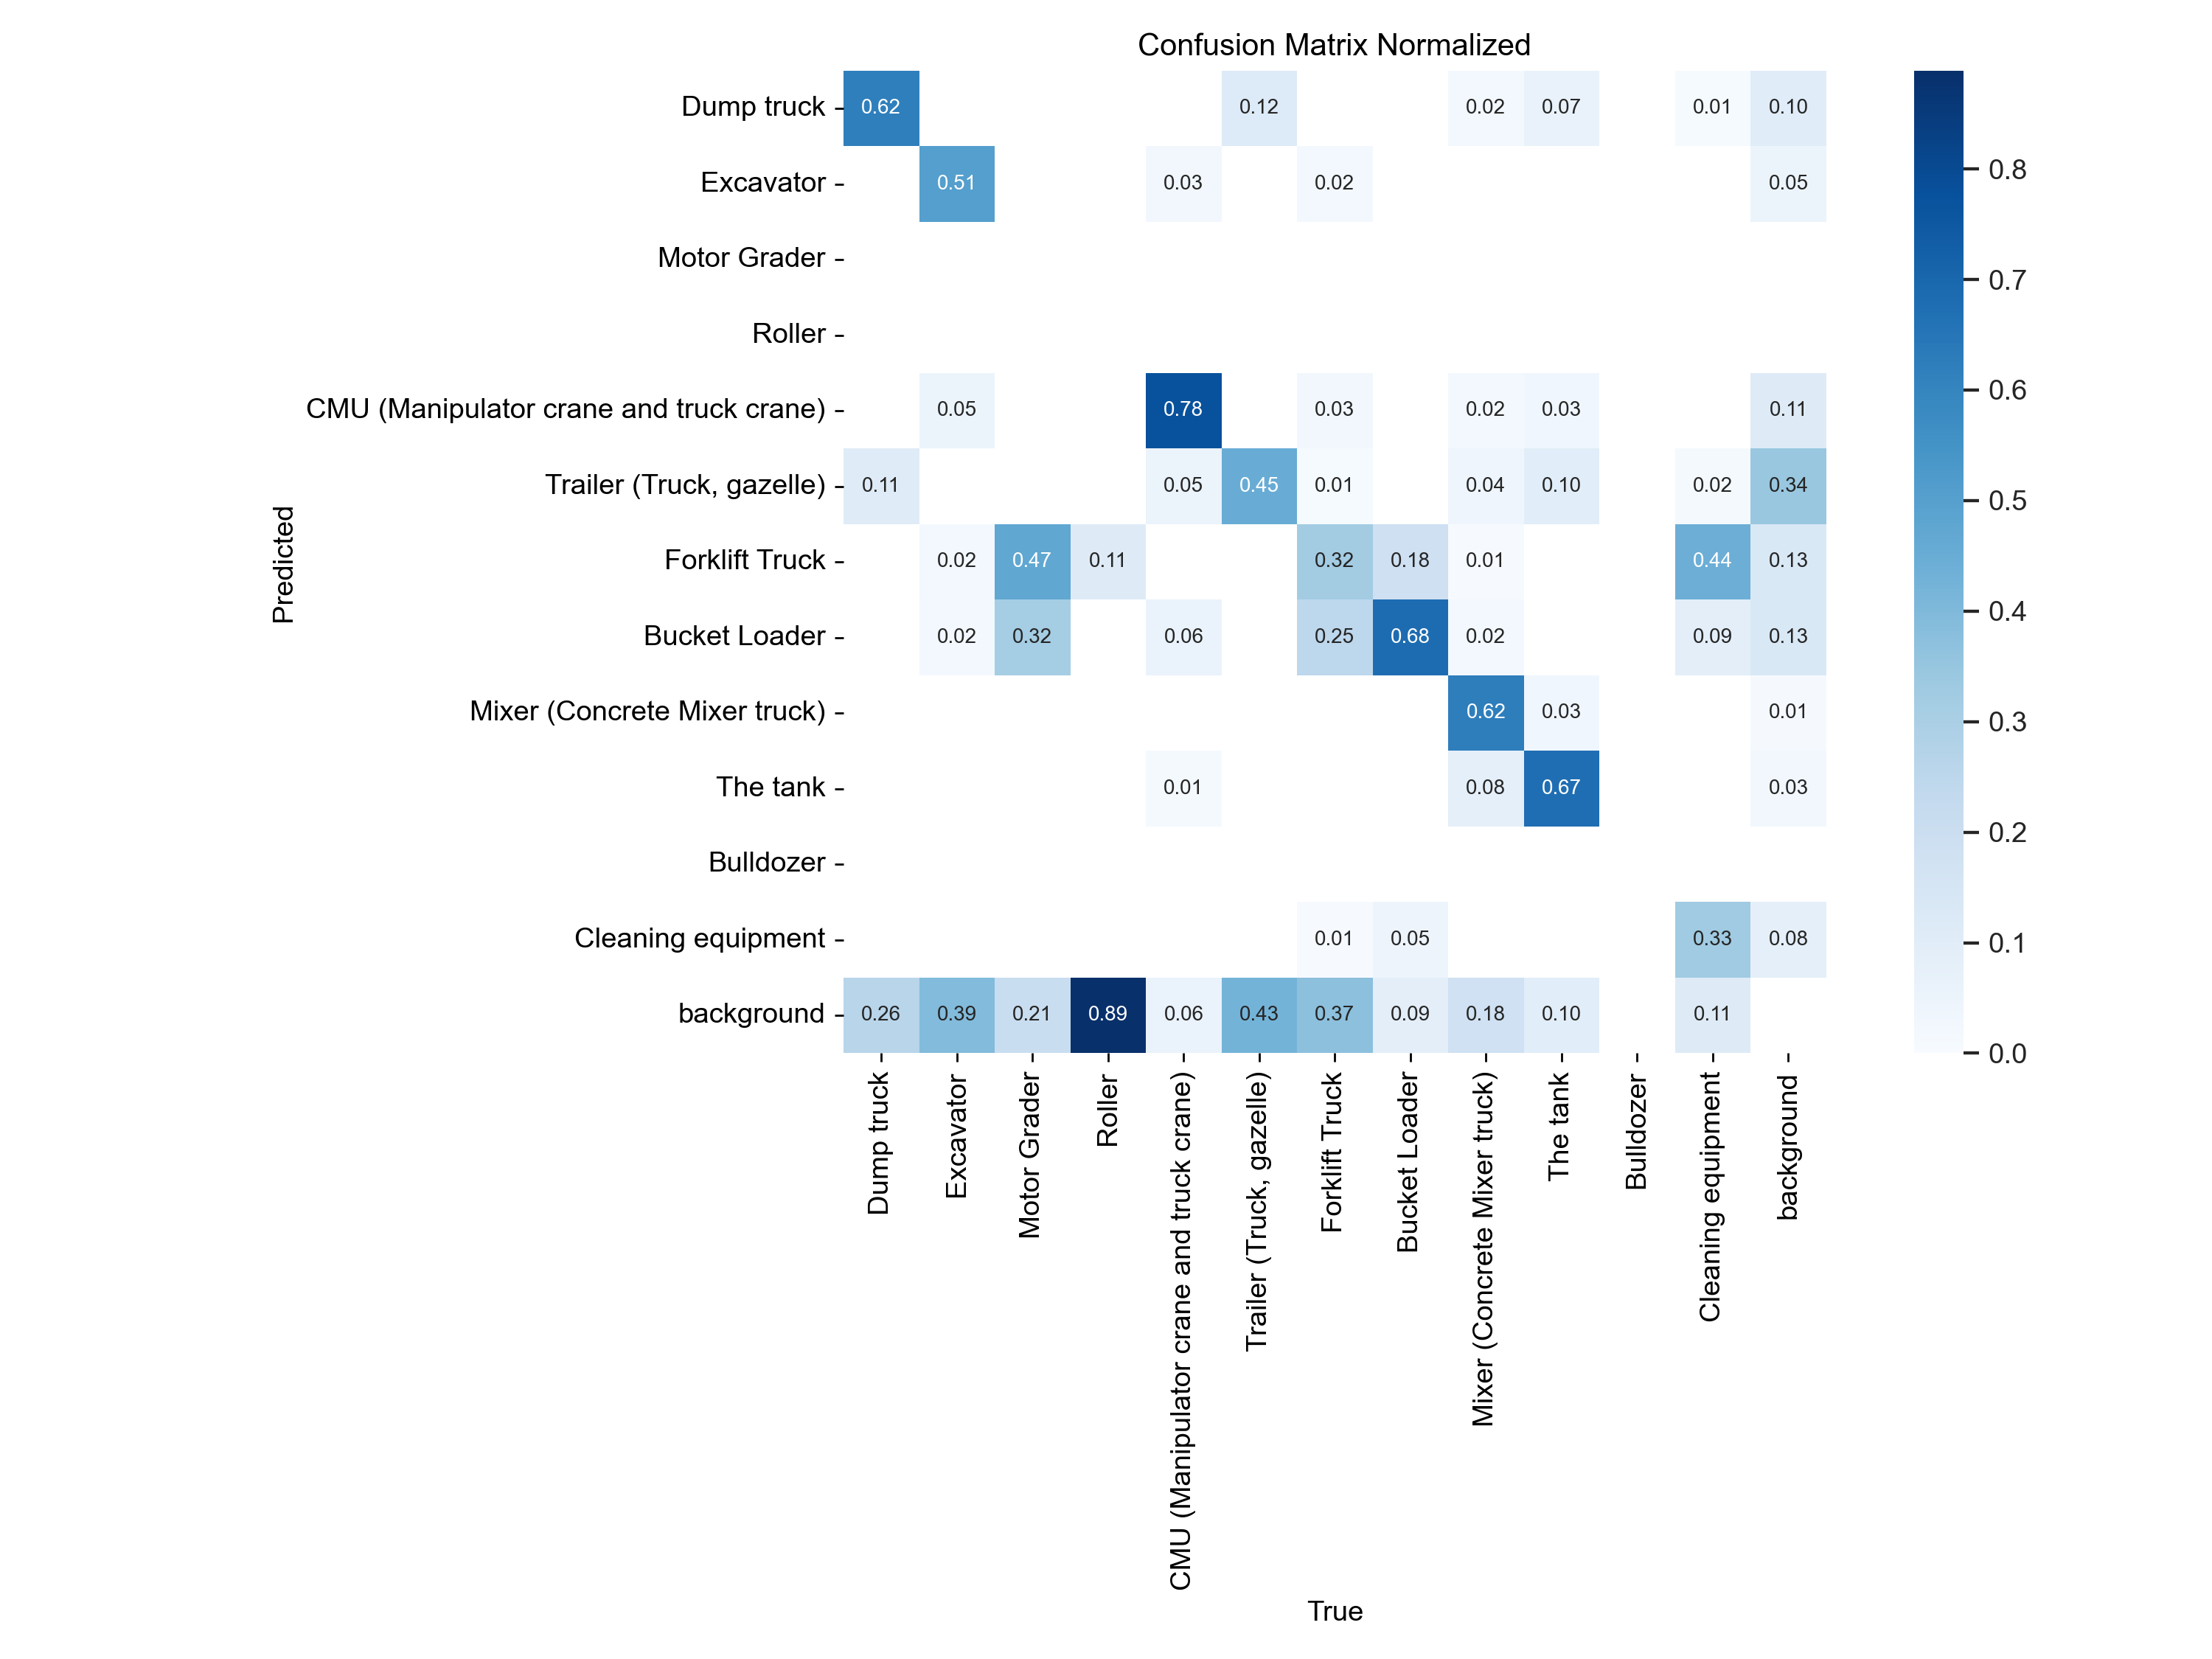 Confusion Matrix Normalized
Dump truck 0.62 0.12 0.02 0.07 0.01 0.10
Excavator 0.51 0.03 0.02 0.05
Motor Grader
Roller
CMU (Manipulator crane and truck crane) 0.05 0.78 0.03 0.02 0.03 0.11
Trailer (Truck, gazelle) 0.11 0.05 0.45 0.01 0.04 0.10 0.02 0.34
Forklift Truck 0.02 0.47 0.11 0.32 0.18 0.01 0.44 0.13
Bucket Loader 0.02 0.32 0.06 0.25 0.68 0.02 0.09 0.13
Mixer (Concrete Mixer truck) 0.62 0.03 0.01
The tank 0.01 0.08 0.67 0.03
Bulldozer
Cleaning equipment 0.01 0.05 0.33 0.08
background 0.26 0.39 0.21 0.89 0.06 0.43 0.37 0.09 0.18 0.10 0.11
Predicted
Dump truck
Excavator
Motor Grader
Roller
CMU (Manipulator crane and truck crane)
Trailer (Truck, gazelle)
Forklift Truck
Bucket Loader
Mixer (Concrete Mixer truck)
The tank
Bulldozer
Cleaning equipment
background
True
0.8
0.7
0.6
0.5
0.4
0.3
0.2
0.1
0.0